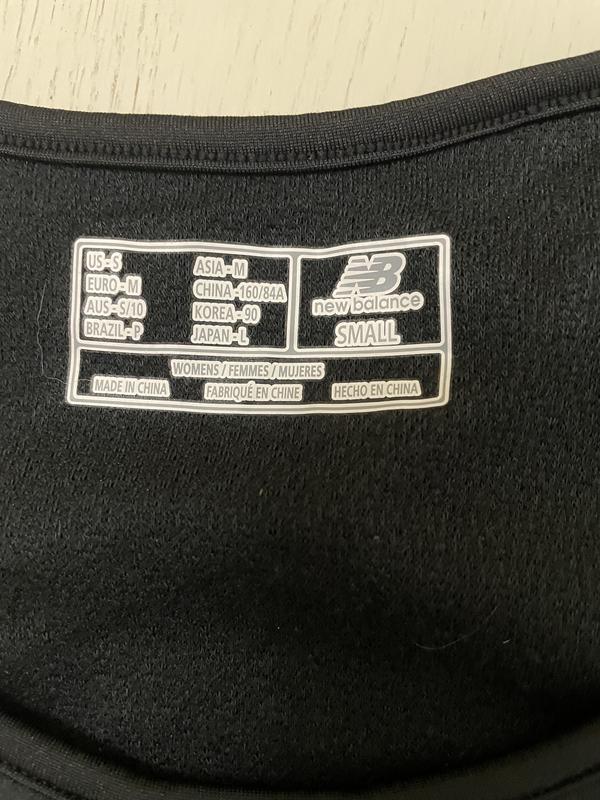 US-S
EURO-M
AUS-S/10
BRAZIL-P
ASIA-M
CHINA-160/84A
KOREA-90
JAPAN-L
NB
new balance
SMALL
WOMENS / FEMMES / MUJERES
MADE IN CHINA FABRIQUÉ EN CHINE HECHO EN CHINA